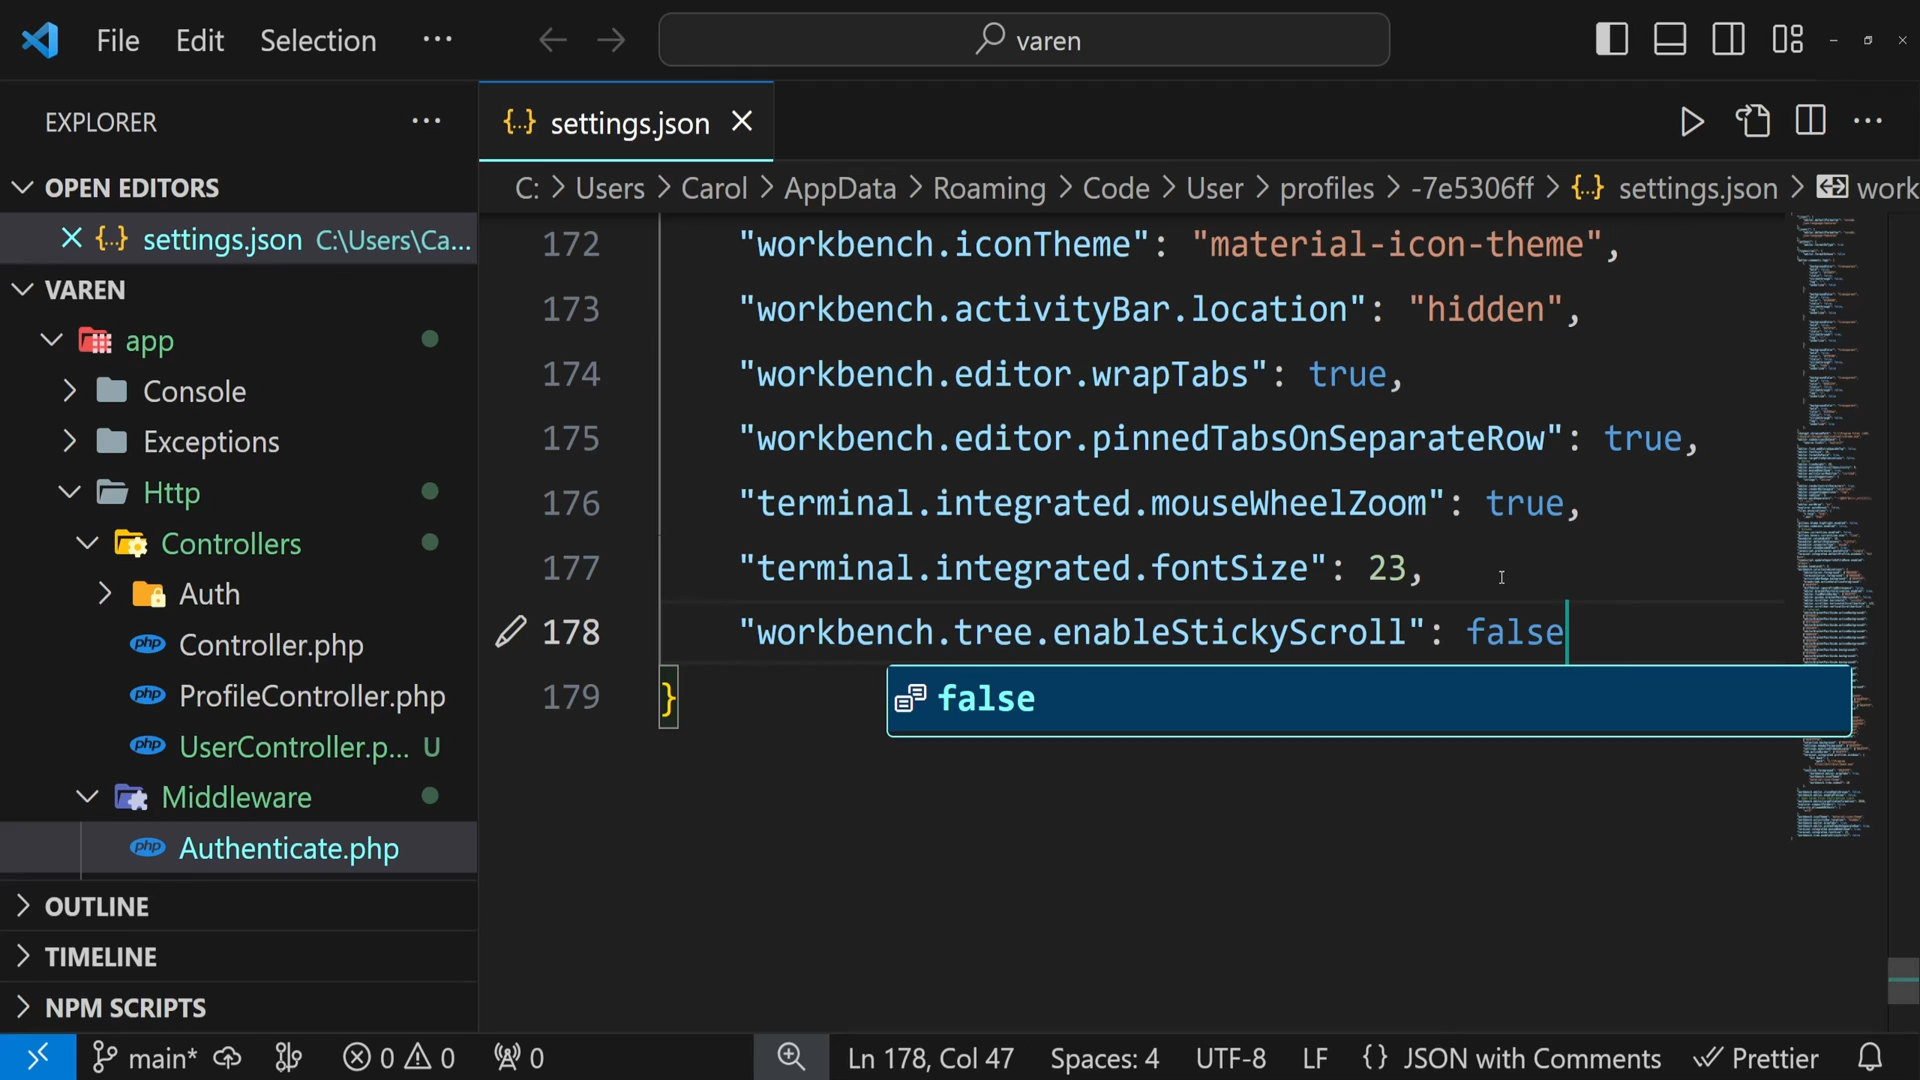 File Edit Selection ···
varen
EXPLORER ···
OPEN EDITORS
settings.json C:\Users\Ca...
VAREN
app
Console
Exceptions
Http
Controllers
Auth
Controller.php
ProfileController.php
UserController.p... U
Middleware
Authenticate.php
OUTLINE
TIMELINE
NPM SCRIPTS
{..} settings.json
C: > Users > Carol > AppData > Roaming > Code > User > profiles > -7e5306ff > {..} settings.json > work
172 "workbench.iconTheme": "material-icon-theme",
173 "workbench.activityBar.location": "hidden",
174 "workbench.editor.wrapTabs": true,
175 "workbench.editor.pinnedTabsOnSeparateRow": true,
176 "terminal.integrated.mouseWheelZoom": true,
177 "terminal.integrated.fontSize": 23,
178 "workbench.tree.enableStickyScroll": false
179 }
false
main* 0 0 0 Ln 178, Col 47 Spaces: 4 UTF-8 LF {} JSON with Comments Prettier